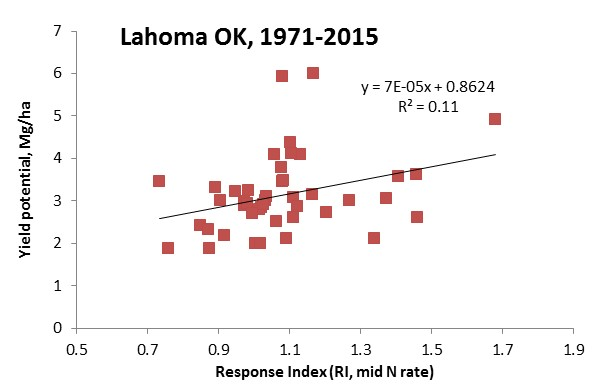 Lahoma OK, 1971-2015
y = 7E-05x + 0.8624
R² = 0.11
Yield potential, Mg/ha
7
6
5
4
3
2
1
0
0.5 0.7 0.9 1.1 1.3 1.5 1.7 1.9
Response Index (RI, mid N rate)